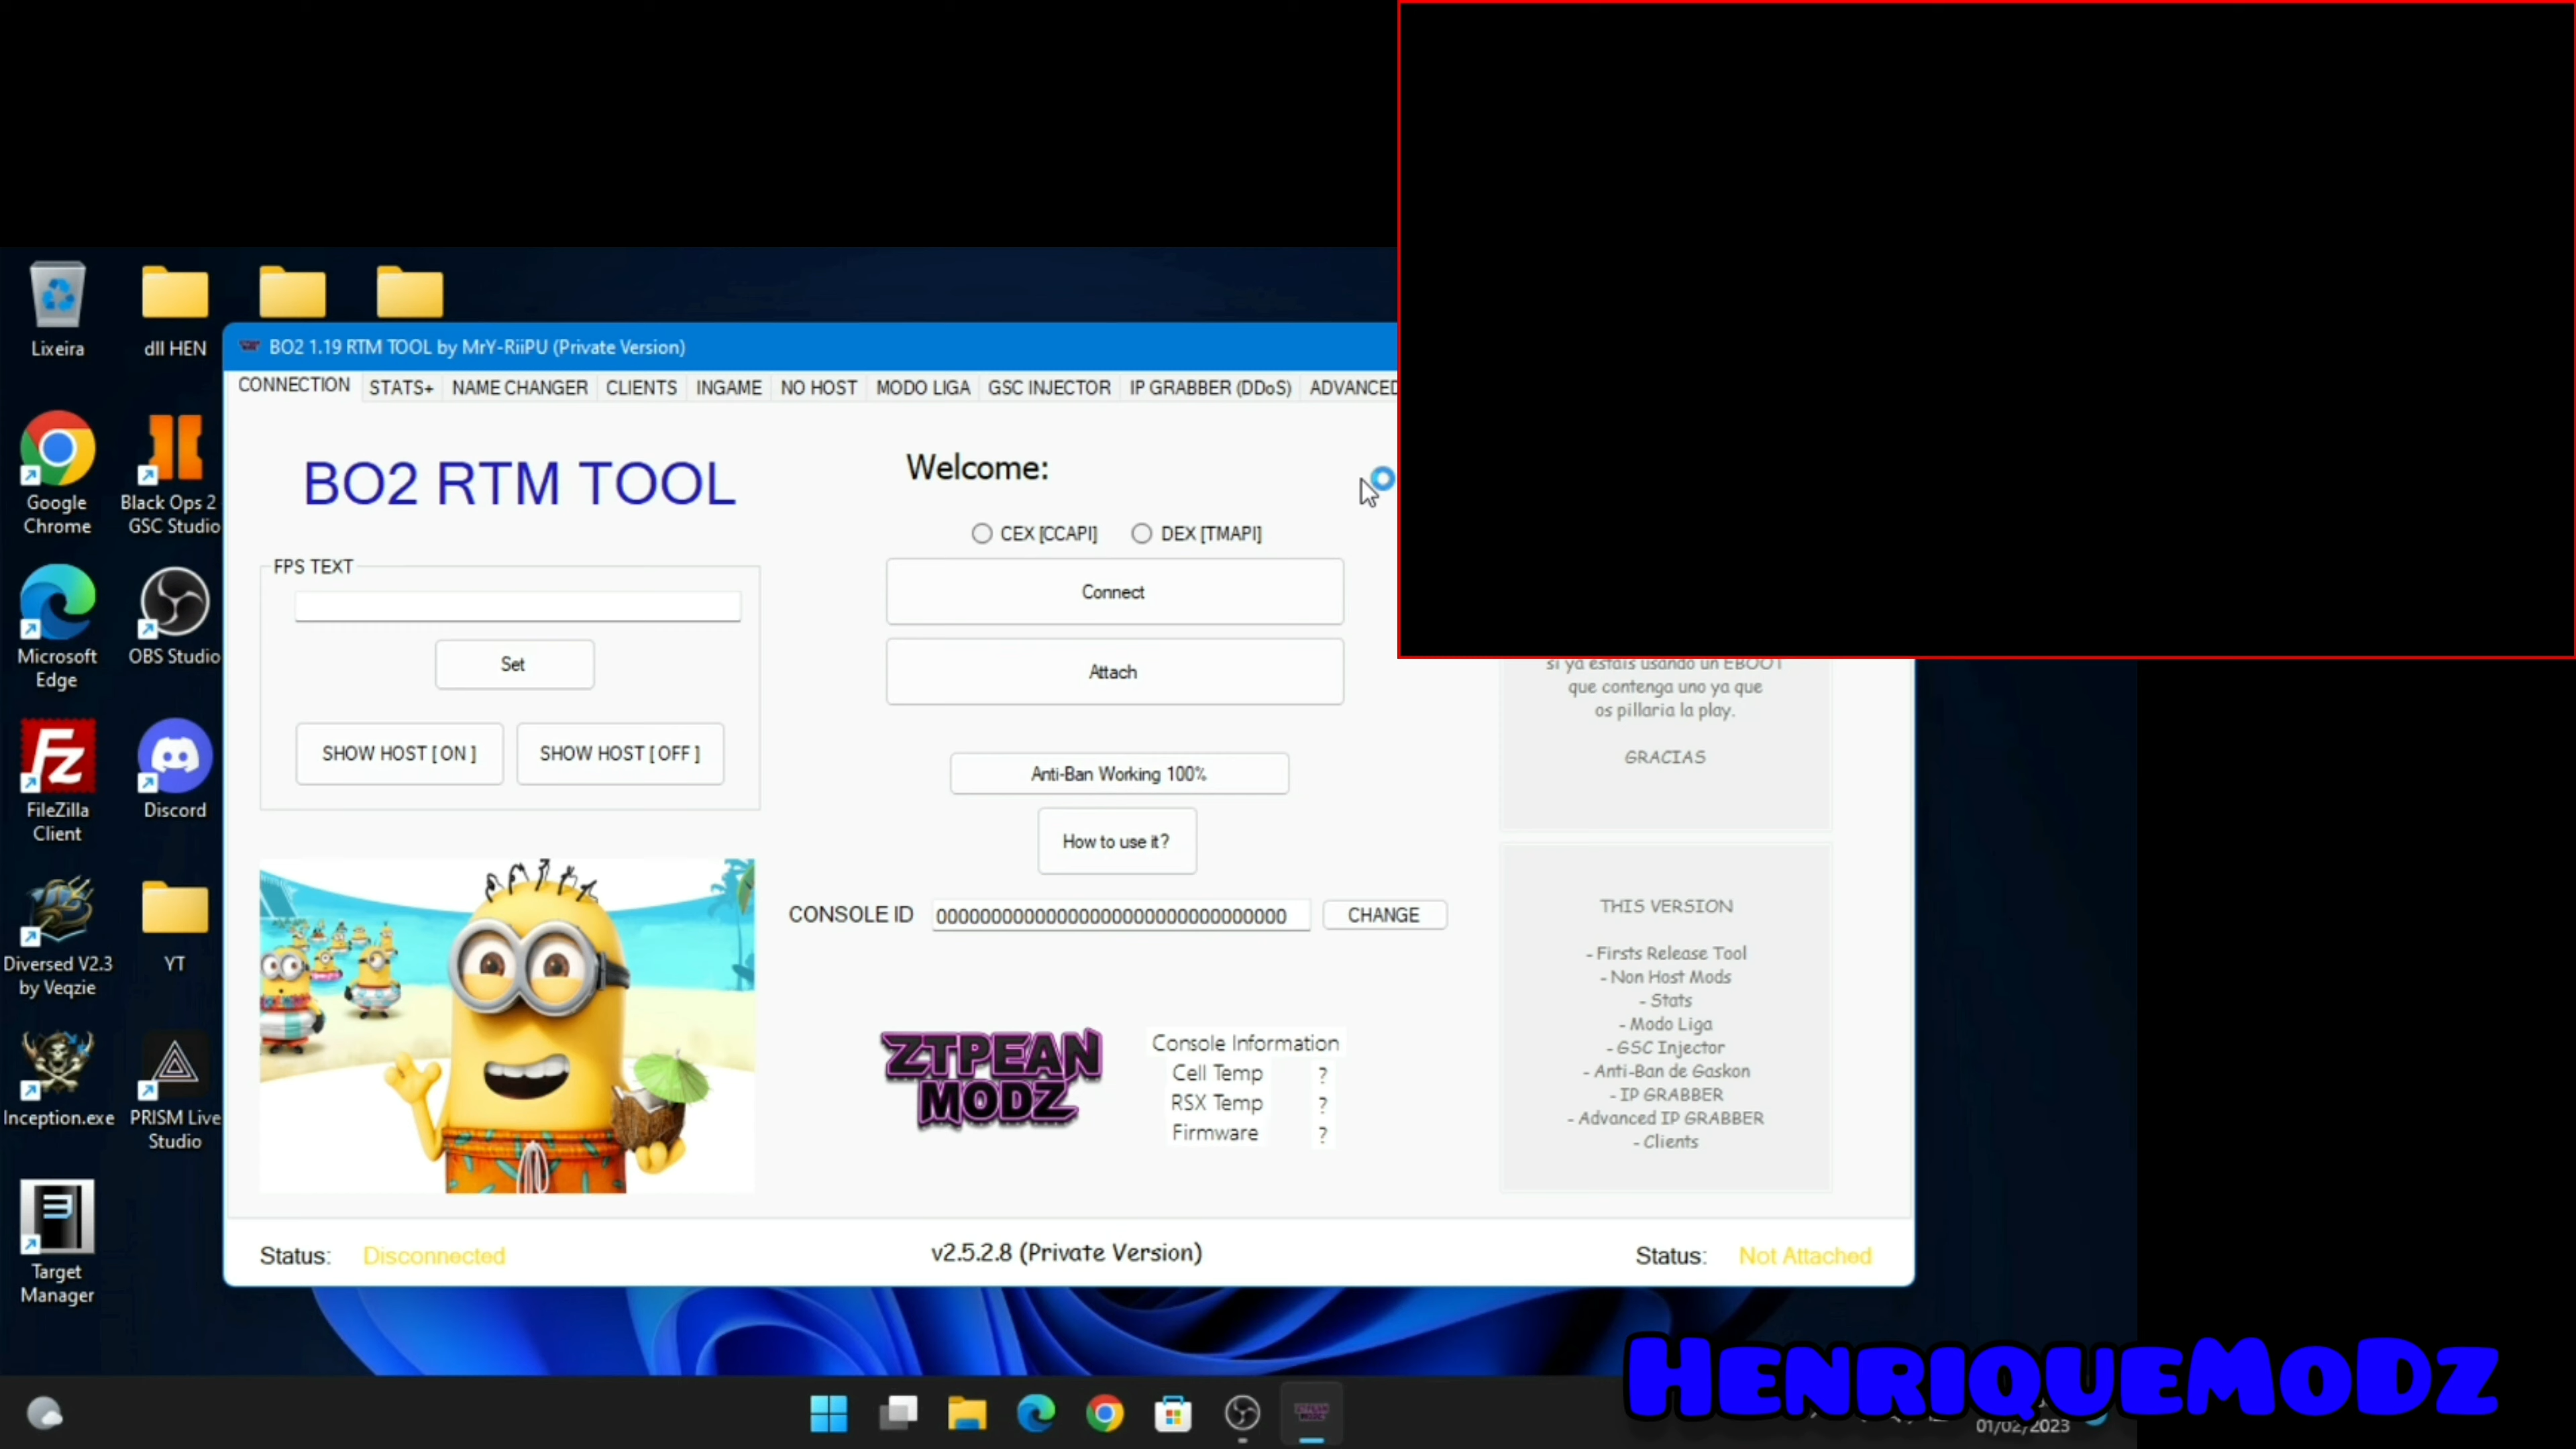 Lixeira
dll HEN
Google Chrome
Black Ops 2 GSC Studio
Microsoft Edge
OBS Studio
FileZilla Client
Discord
Diversed V2.3 by Veqzie
YT
Inception.exe
PRISM Live Studio
Target Manager
BO2 1.19 RTM TOOL by MrY-RiiPU (Private Version)
CONNECTION STATS+ NAME CHANGER CLIENTS INGAME NO HOST MODO LIGA GSC INJECTOR IP GRABBER (DDoS) ADVANCED
BO2 RTM TOOL
FPS TEXT
Set
SHOW HOST [ ON ] SHOW HOST [ OFF ]
Welcome:
CEX [CCAPI] DEX [TMAPI]
Connect
Attach
Anti-Ban Working 100%
How to use it?
CONSOLE ID 00000000000000000000000000000000 CHANGE
ZTPEAN
MODZ
Console Information
Cell Temp ?
RSX Temp ?
Firmware ?
si ya estais usando un EBOOT
que contenga uno ya que
os pillaria la play.
GRACIAS
THIS VERSION
- Firsts Release Tool
- Non Host Mods
- Stats
- Modo Liga
- GSC Injector
- Anti-Ban de Gaskon
- IP GRABBER
- Advanced IP GRABBER
- Clients
Status: Disconnected
v2.5.2.8 (Private Version)
Status: Not Attached
HENRIQUEMODZ
01/02/2023